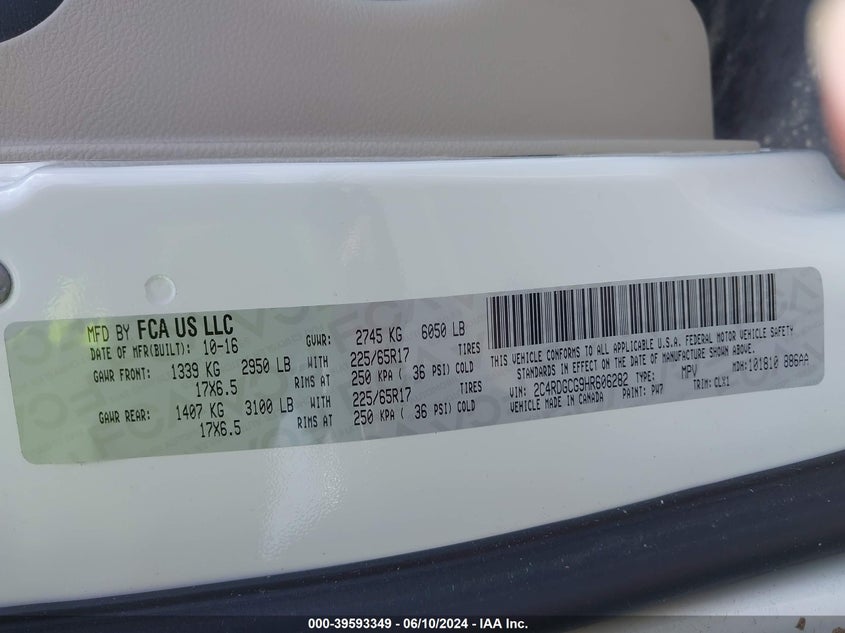 MFD BY FCA US LLC
DATE OF MFR(BUILT): 10-16
GVWR: 2745 KG 6050 LB
GAWR FRONT: 1339 KG 2950 LB WITH 225/65R17 TIRES
17X6.5 RIMS AT 250 KPA ( 36 PSI) COLD
GAWR REAR: 1407 KG 3100 LB WITH 225/65R17 TIRES
17X6.5 RIMS AT 250 KPA ( 36 PSI) COLD
THIS VEHICLE CONFORMS TO ALL APPLICABLE U.S.A. FEDERAL MOTOR VEHICLE SAFETY
STANDARDS IN EFFECT ON THE DATE OF MANUFACTURE SHOWN ABOVE.
VIN: 2C4RDGCG9HR606282 TYPE: MPV MDH: 101810 886AA
VEHICLE MADE IN CANADA PAINT: PW7 TRIM: CLX1
000-39593349 - 06/10/2024 - IAA Inc.